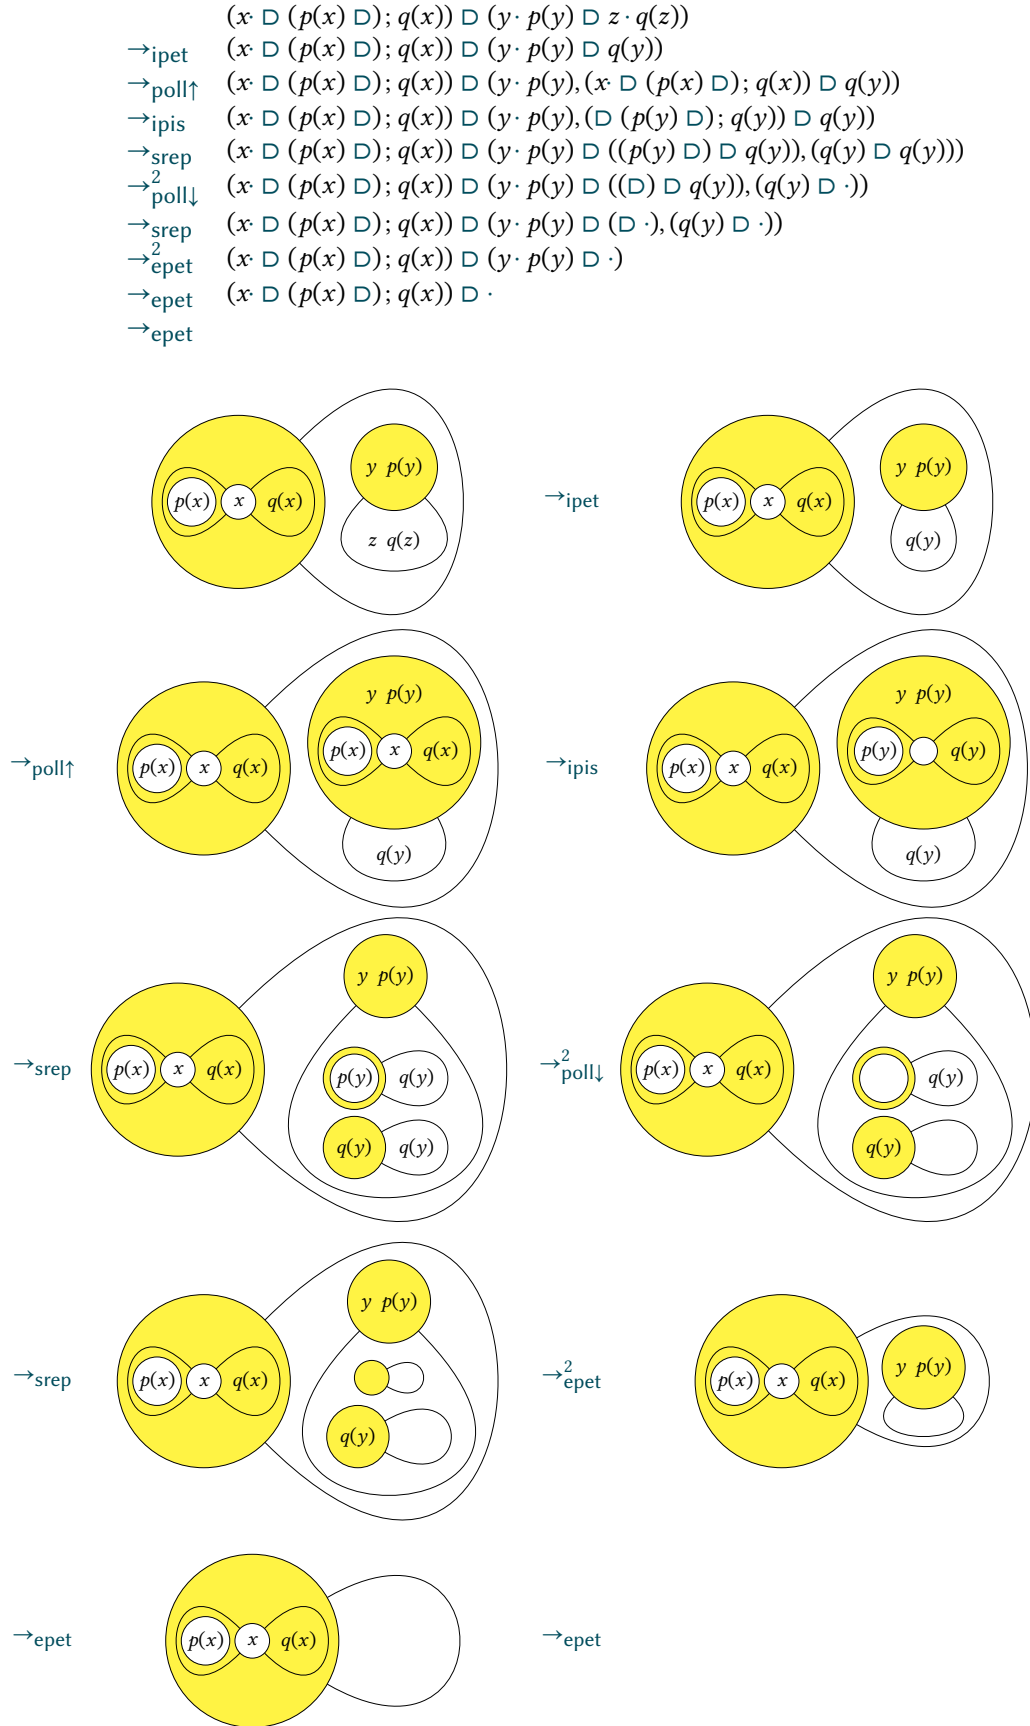 (x· ⊃ (p(x) ⊃) ; q(x)) ⊃ (y · p(y) ⊃ z · q(z))
→ipet (x· ⊃ (p(x) ⊃) ; q(x)) ⊃ (y · p(y) ⊃ q(y))
→poll↑ (x· ⊃ (p(x) ⊃) ; q(x)) ⊃ (y · p(y), (x· ⊃ (p(x) ⊃) ; q(x)) ⊃ q(y))
→ipis (x· ⊃ (p(x) ⊃) ; q(x)) ⊃ (y · p(y), (⊃ (p(y) ⊃) ; q(y)) ⊃ q(y))
→srep (x· ⊃ (p(x) ⊃) ; q(x)) ⊃ (y · p(y) ⊃ ((p(y) ⊃) ⊃ q(y)), (q(y) ⊃ q(y)))
→²poll↓ (x· ⊃ (p(x) ⊃) ; q(x)) ⊃ (y · p(y) ⊃ ((⊃) ⊃ q(y)), (q(y) ⊃ ·))
→srep (x· ⊃ (p(x) ⊃) ; q(x)) ⊃ (y · p(y) ⊃ (⊃ ·), (q(y) ⊃ ·))
→²epet (x· ⊃ (p(x) ⊃) ; q(x)) ⊃ (y · p(y) ⊃ ·)
→epet (x· ⊃ (p(x) ⊃) ; q(x)) ⊃ ·
→epet
p(x) x q(x) y p(y) z q(z)
→ipet p(x) x q(x) y p(y) q(y)
→poll↑ p(x) x q(x) y p(y) p(x) x q(x) q(y)
→ipis p(x) x q(x) y p(y) p(y) q(y) q(y)
→srep p(x) x q(x) y p(y) p(y) q(y) q(y) q(y)
→²poll↓ p(x) x q(x) y p(y) q(y) q(y)
→srep p(x) x q(x) y p(y) q(y)
→²epet p(x) x q(x) y p(y)
→epet p(x) x q(x)
→epet